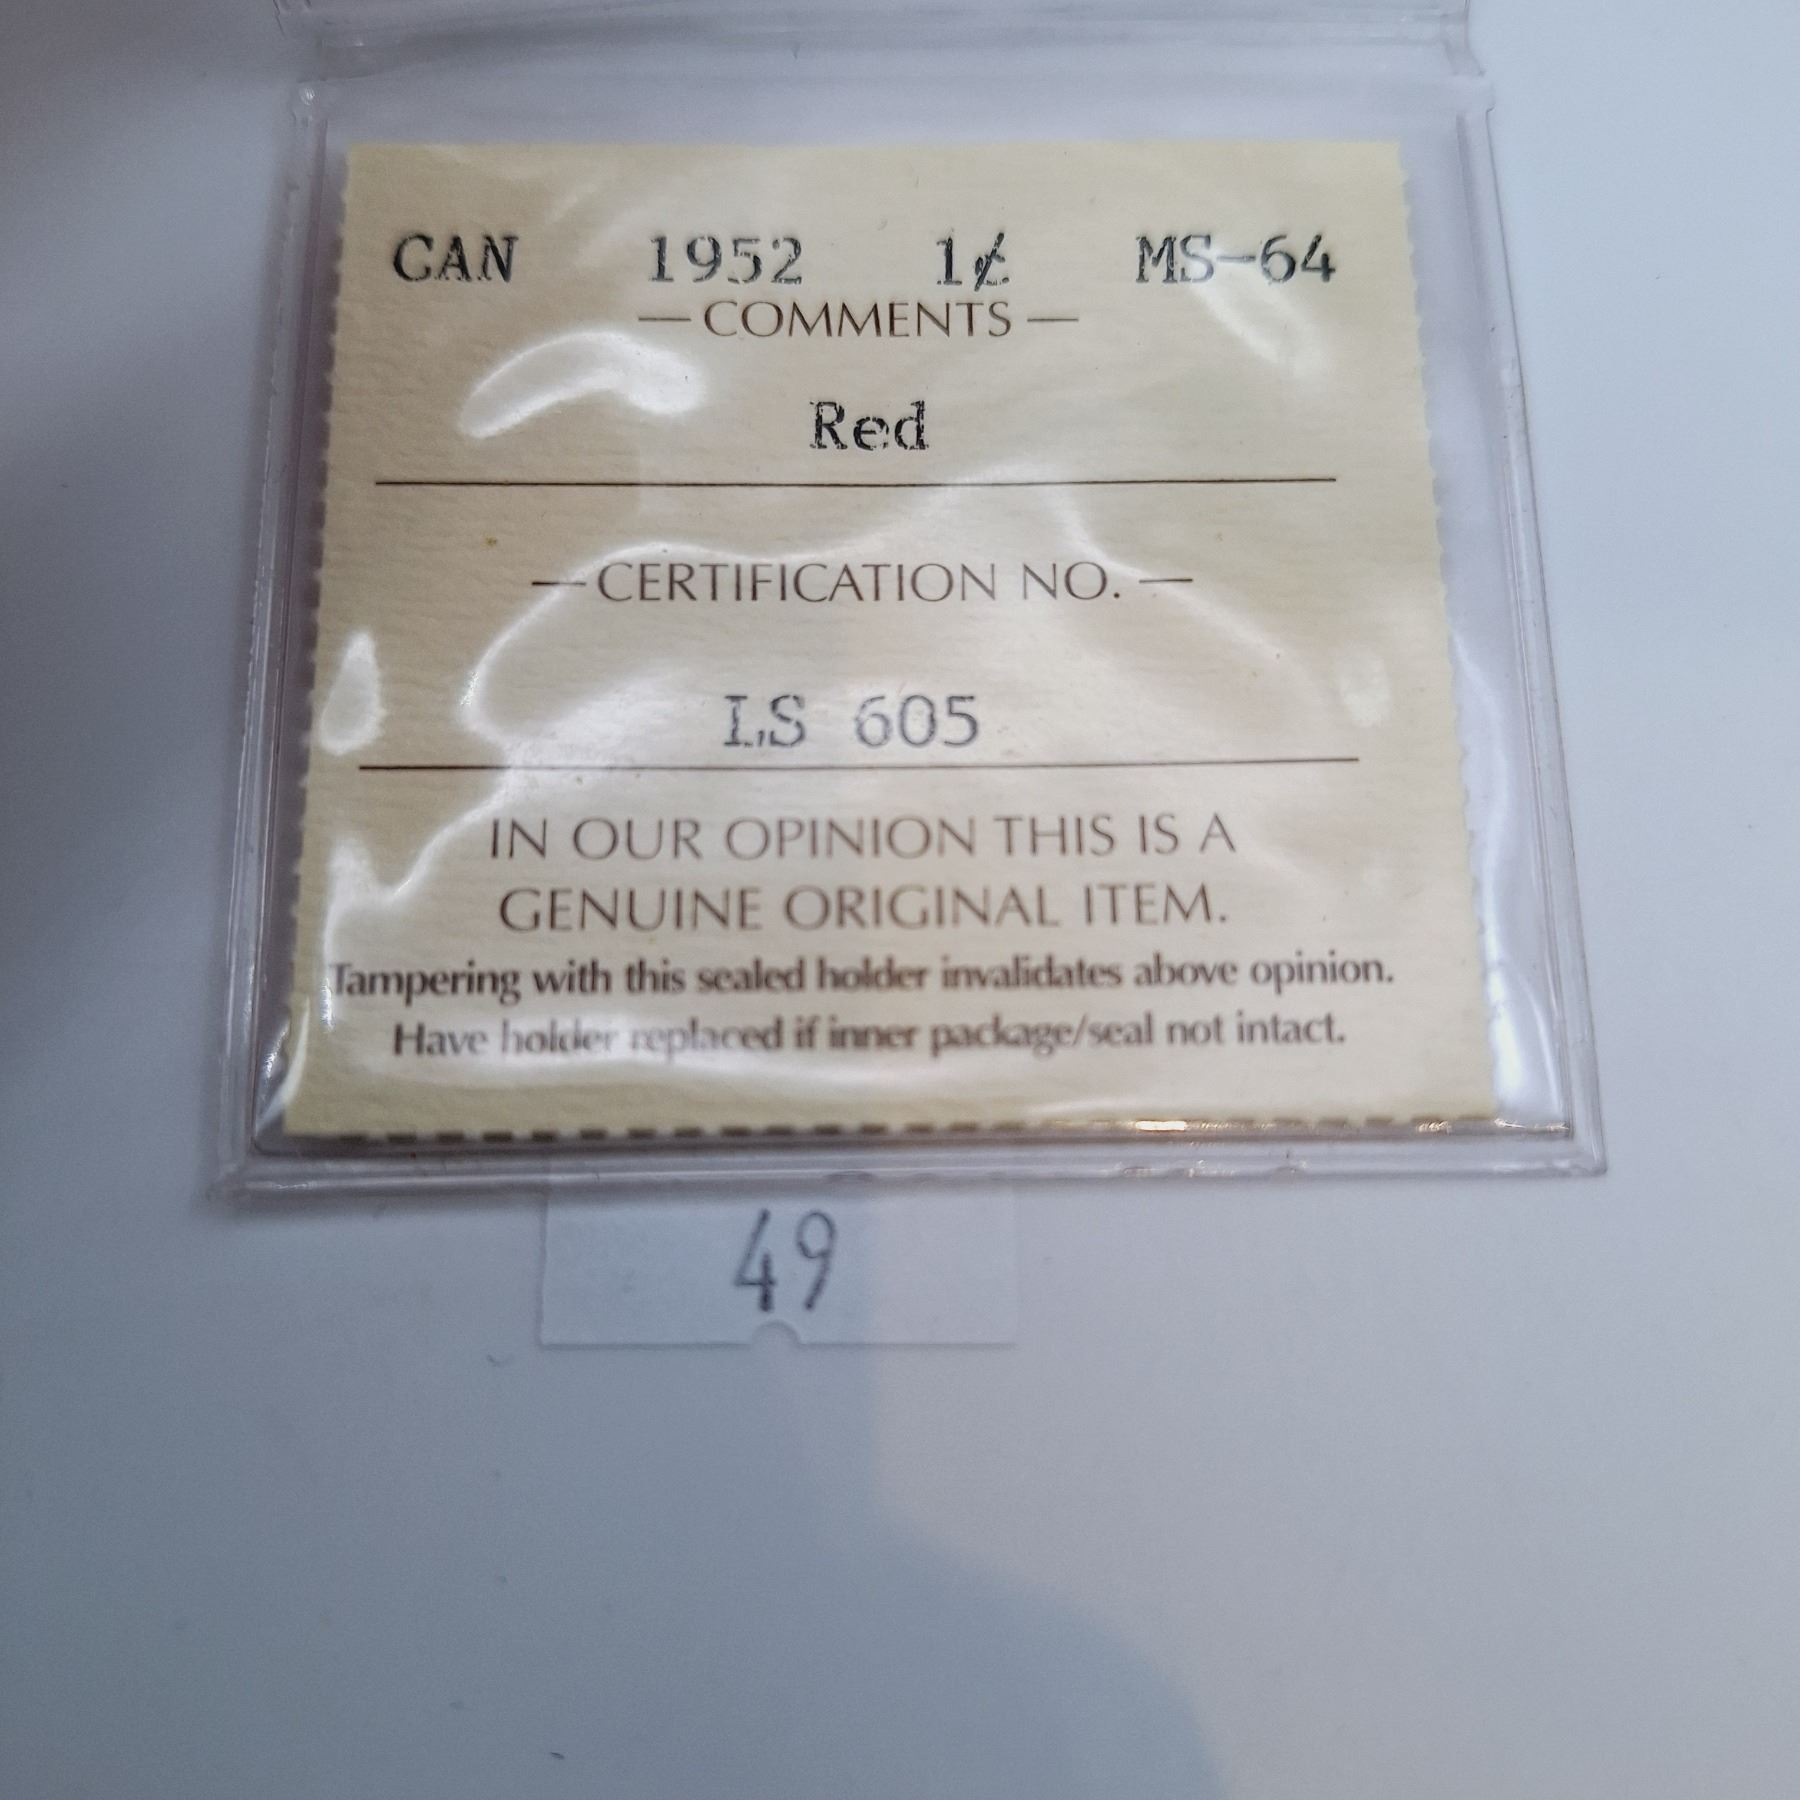 CAN 1952 1¢ MS-64
— COMMENTS —
Red
— CERTIFICATION NO. —
LS 605
IN OUR OPINION THIS IS A
GENUINE ORIGINAL ITEM.
Tampering with this sealed holder invalidates above opinion.
Have holder replaced if inner package/seal not intact.
49